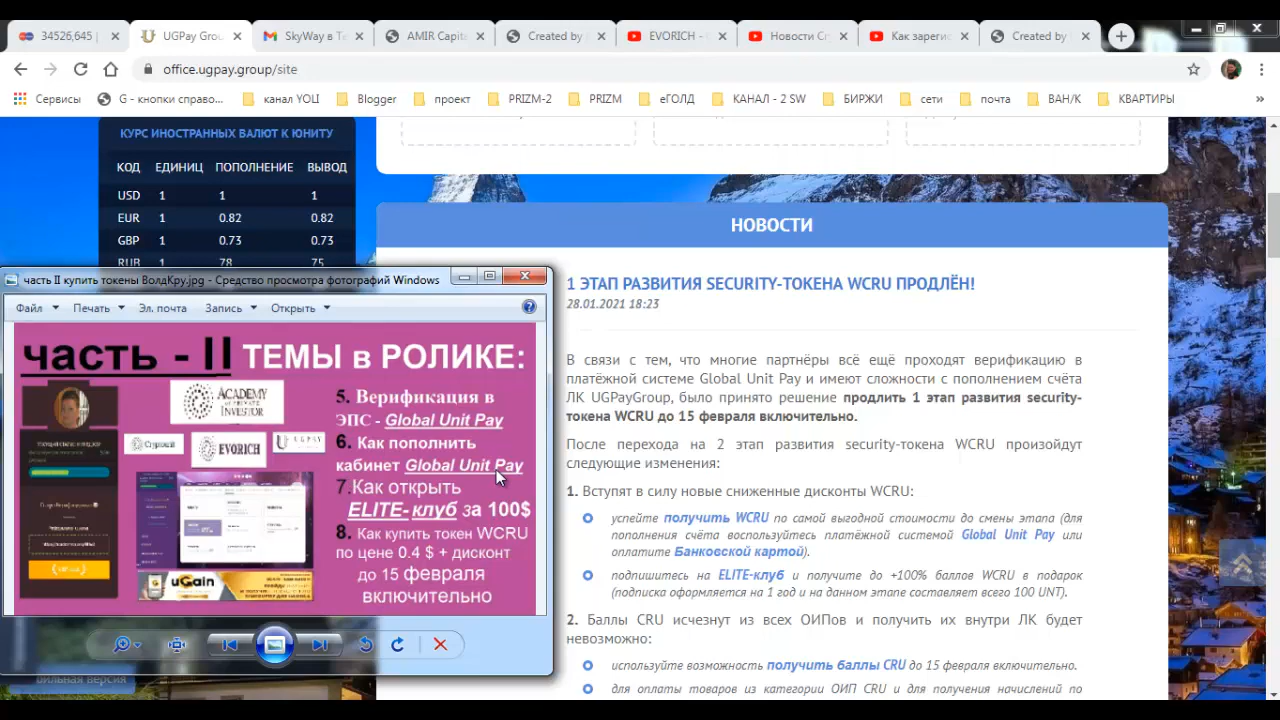 34526,645
UGPay Grou
SkyWay в Te
AMIR Capita
Created by
EVORICH -
Новости Сп
Как зареги
Created by
office.ugpay.group/site
Сервисы
G - кнопки справо...
канал YOLI
Blogger
проект
PRIZM-2
PRIZM
еГОЛД
КАНАЛ - 2 SW
БИРЖИ
сети
почта
ВАН/К
КВАРТИРЫ
»
КУРС ИНОСТРАННЫХ ВАЛЮТ К ЮНИТУ
КОД ЕДИНИЦ ПОПОЛНЕНИЕ ВЫВОД
USD 1 1 1
EUR 1 0.82 0.82
GBP 1 0.73 0.73
RUB 1 78 75
НОВОСТИ
1 ЭТАП РАЗВИТИЯ SECURITY-ТОКЕНА WCRU ПРОДЛЁН!
28.01.2021 18:23
В связи с тем, что многие партнёры всё ещё проходят верификацию в
платёжной системе Global Unit Pay и имеют сложности с пополнением счёта
ЛК UGPayGroup, было принято решение продлить 1 этап развития security-
токена WCRU до 15 февраля включительно.
После перехода на 2 этап развития security-токена WCRU произойдут
следующие изменения:
1. Вступят в силу новые сниженные дисконты WCRU:
успейте получить WCRU по самой выгодной стоимости до смены этапа (для
пополнения счёта воспользуйтесь платёжной системой Global Unit Pay или
оплатите Банковской картой).
подпишитесь на ELITE-клуб и получите до +100% баллов WCRU в подарок
(подписка оформляется на 1 год и на данном этапе составляет всего 100 UNT).
2. Баллы CRU исчезнут из всех ОИПов и получить их внутри ЛК будет
невозможно:
используйте возможность получить баллы CRU до 15 февраля включительно.
для оплаты товаров из категории ОИП CRU и для получения начислений по
часть II купить токены ВолдКру.jpg - Средство просмотра фотографий Windows
Файл Печать Эл. почта Запись Открыть
часть - II ТЕМЫ в РОЛИКЕ:
ACADEMY
PRIVATE
INVESTOR
EVORICH
UGPAY
uGain
5. Верификация в
ЭПС - Global Unit Pay
6. Как пополнить
кабинет Global Unit Pay
7.Как открыть
ELITE- клуб за 100$
8. Как купить токен WCRU
по цене 0.4 $ + дисконт
до 15 февраля
включительно
бильная версия